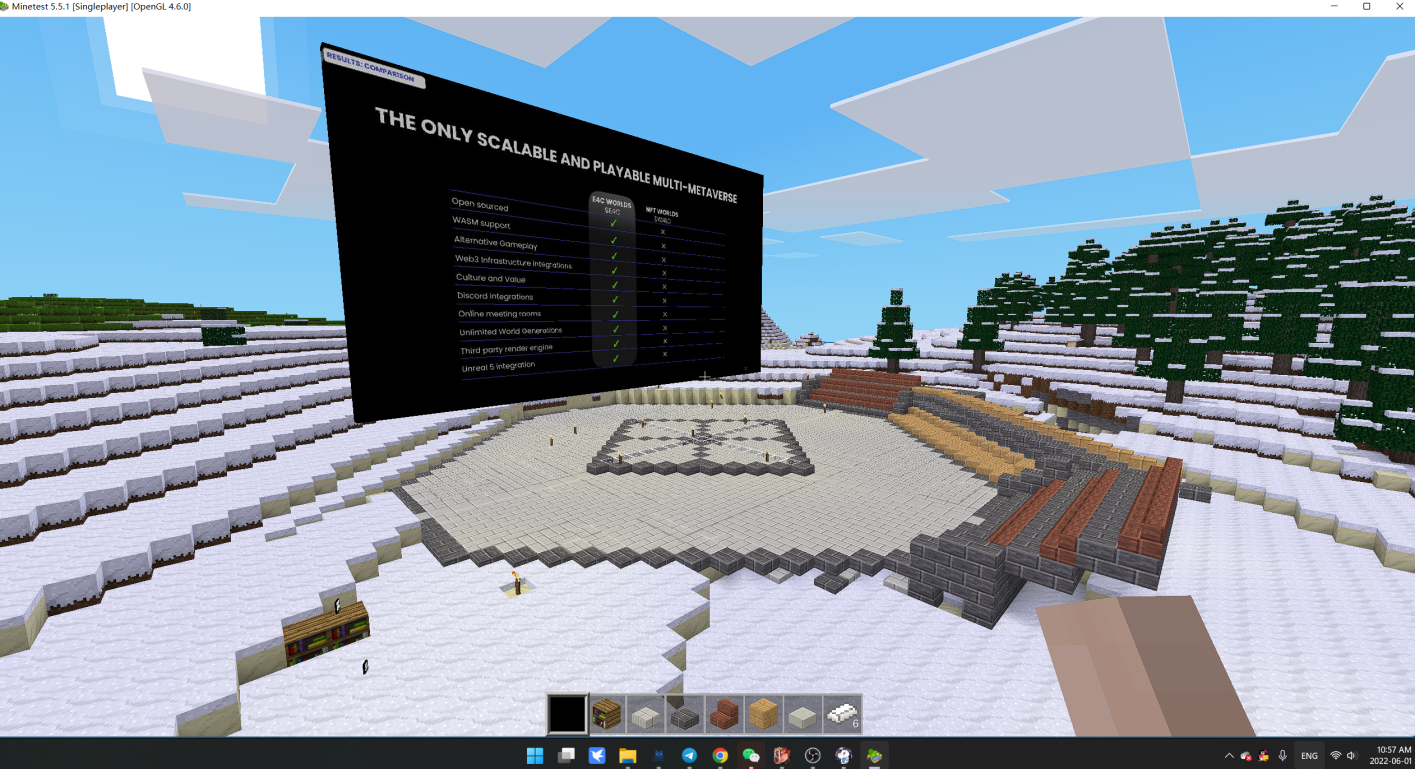 Minetest 5.5.1 [Singleplayer] [OpenGL 4.6.0]
RESULTS: COMPARISON
THE ONLY SCALABLE AND PLAYABLE MULTI-METAVERSE
E4C WORLDS
$E4C
NFT WORLDS
$WRLD
Open sourced ✓ x
WASM support ✓ x
Alternative Gameplay ✓ x
Web3 Infrastructure integrations ✓ x
Culture and Value ✓ x
Discord integrations ✓ x
Online meeting rooms ✓ x
Unlimited World Generations ✓ x
Third party render engine ✓ x
Unreal 5 integration ✓ x
6
ENG
10:57 AM
2022-06-01